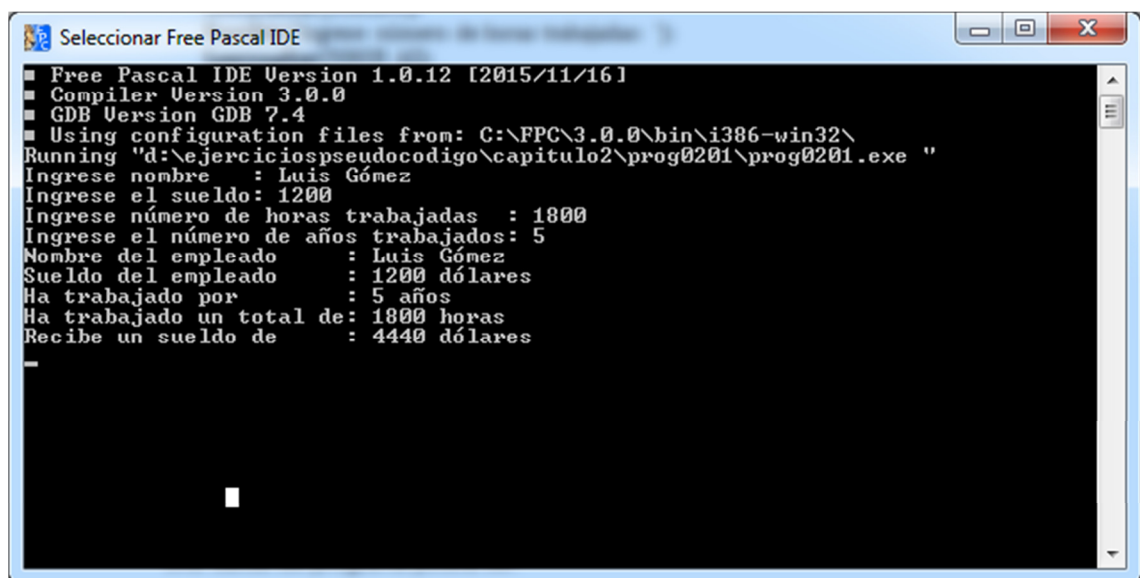 Seleccionar Free Pascal IDE
Free Pascal IDE Version 1.0.12 [2015/11/16]
Compiler Version 3.0.0
GDB Version GDB 7.4
Using configuration files from: C:\FPC\3.0.0\bin\i386-win32\
Running "d:\ejerciciospseudocodigo\capitulo2\prog0201\prog0201.exe "
Ingrese nombre   : Luis Gómez
Ingrese el sueldo: 1200
Ingrese número de horas trabajadas  : 1800
Ingrese el número de años trabajados: 5
Nombre del empleado     : Luis Gómez
Sueldo del empleado     : 1200 dólares
Ha trabajado por        : 5 años
Ha trabajado un total de: 1800 horas
Recibe un sueldo de     : 4440 dólares